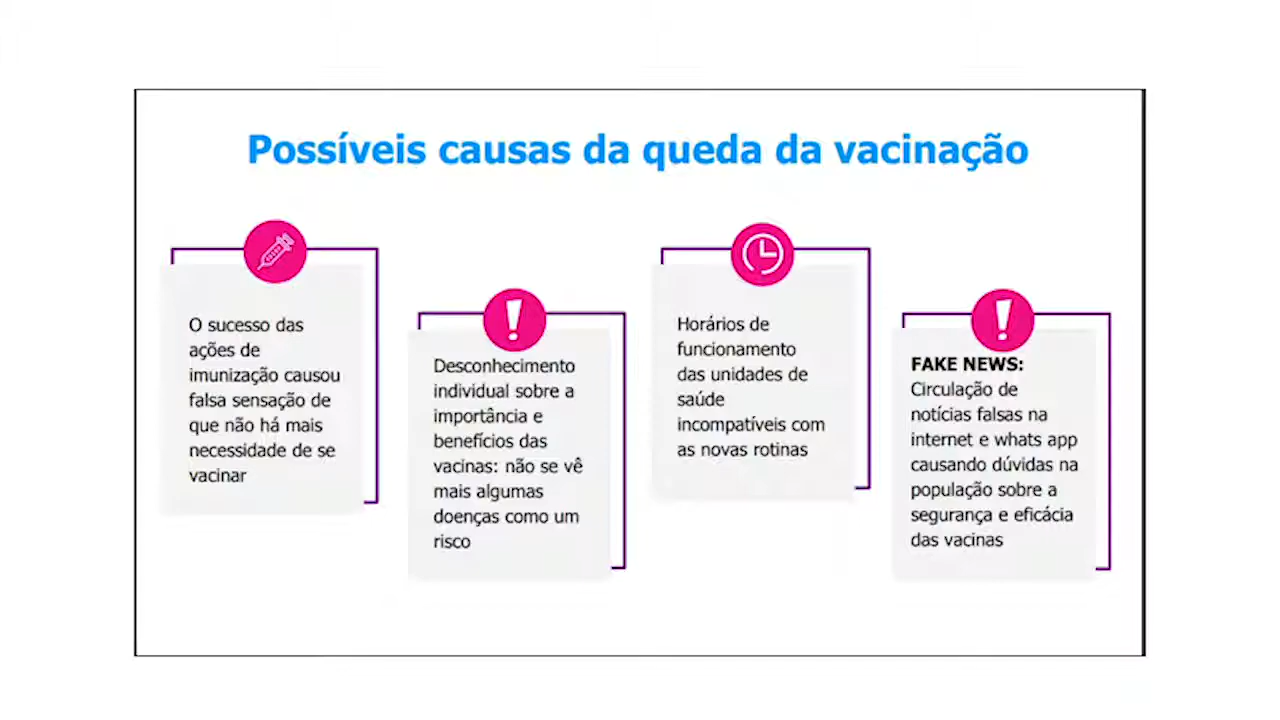 Possíveis causas da queda da vacinação
O sucesso das
ações de
imunização causou
falsa sensação de
que não há mais
necessidade de se
vacinar
Desconhecimento
individual sobre a
importância e
benefícios das
vacinas: não se vê
mais algumas
doenças como um
risco
Horários de
funcionamento
das unidades de
saúde
incompatíveis com
as novas rotinas
FAKE NEWS:
Circulação de
notícias falsas na
internet e whats app
causando dúvidas na
população sobre a
segurança e eficácia
das vacinas